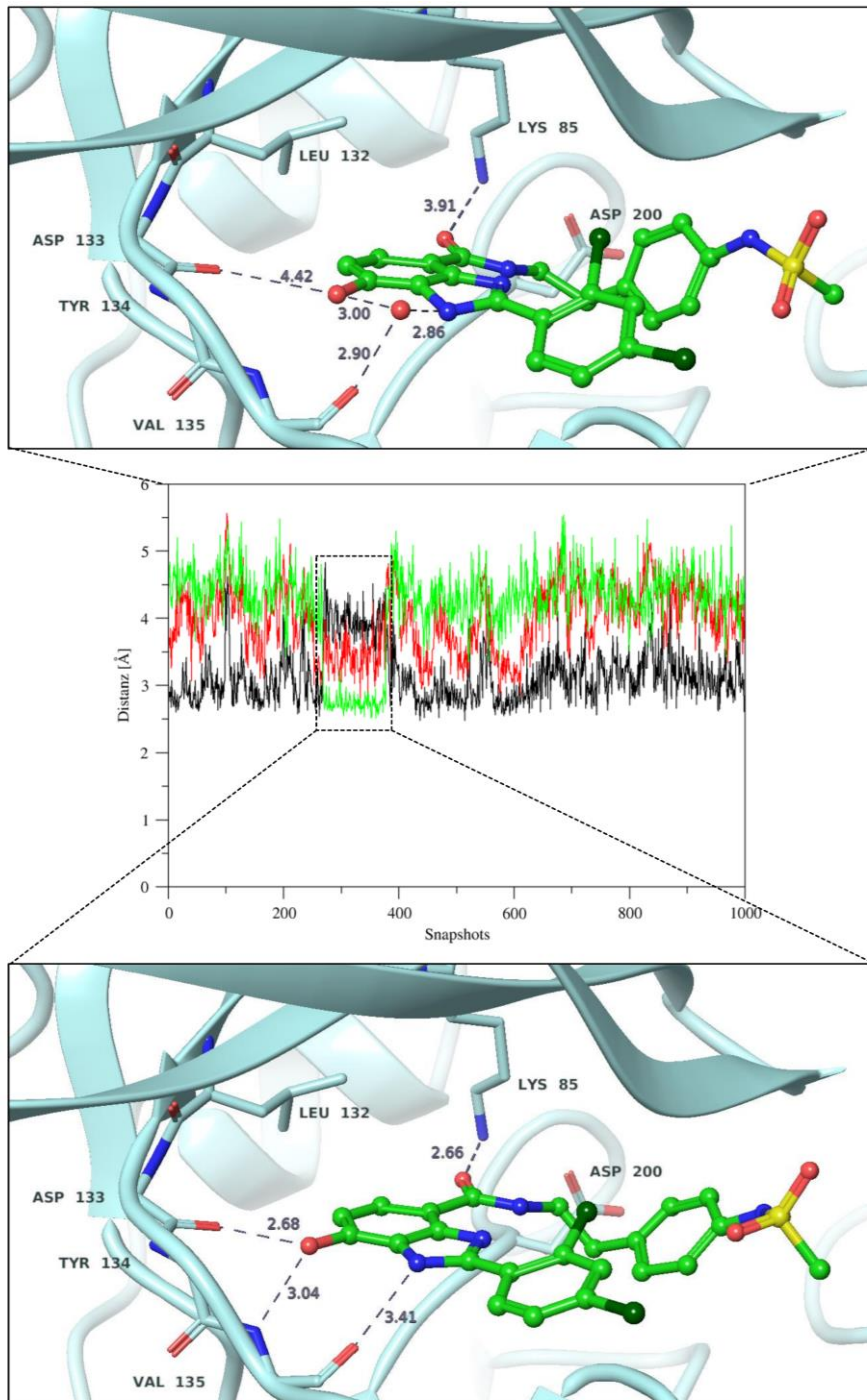 LYS 85
LEU 132
3.91
ASP 200
ASP 133
4.42
TYR 134
3.00
2.86
2.90
VAL 135
6
5
4
3
2
1
0
Distanz [Å]
0 200 400 600 800 1000
Snapshots
LYS 85
LEU 132
2.66
ASP 200
ASP 133
2.68
TYR 134
3.04
3.41
VAL 135